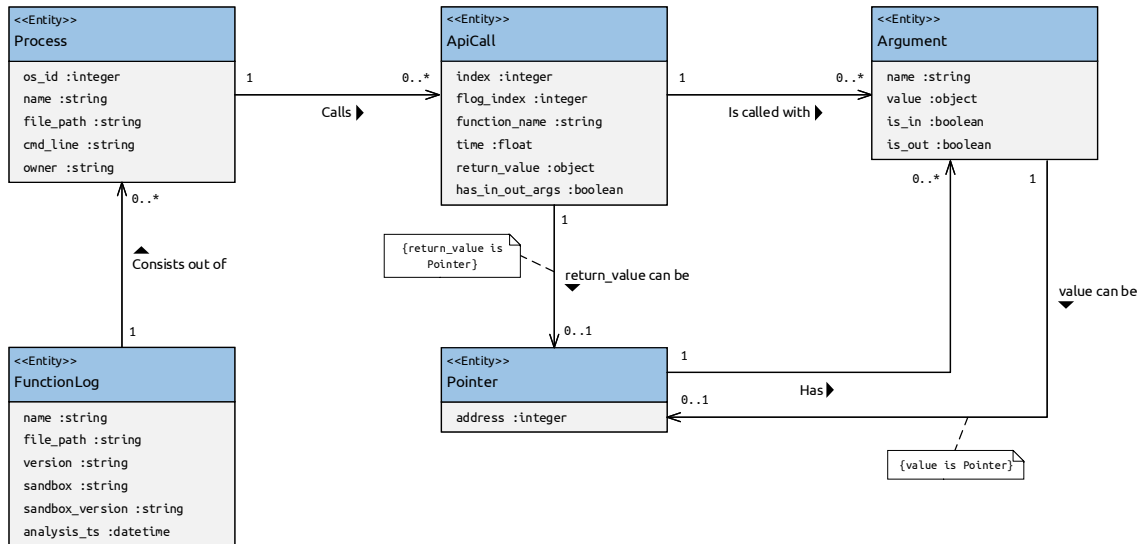 <<Entity>>
Process
os_id :integer
name :string
file_path :string
cmd_line :string
owner :string
1
0..*
Calls
<<Entity>>
ApiCall
index :integer
flog_index :integer
function_name :string
time :float
return_value :object
has_in_out_args :boolean
1
0..*
Is called with
<<Entity>>
Argument
name :string
value :object
is_in :boolean
is_out :boolean
0..*
Consists out of
1
1
{return_value is
Pointer}
return_value can be
0..1
0..*
1
value can be
<<Entity>>
FunctionLog
name :string
file_path :string
version :string
sandbox :string
sandbox_version :string
analysis_ts :datetime
<<Entity>>
Pointer
address :integer
1
Has
0..1
{value is Pointer}